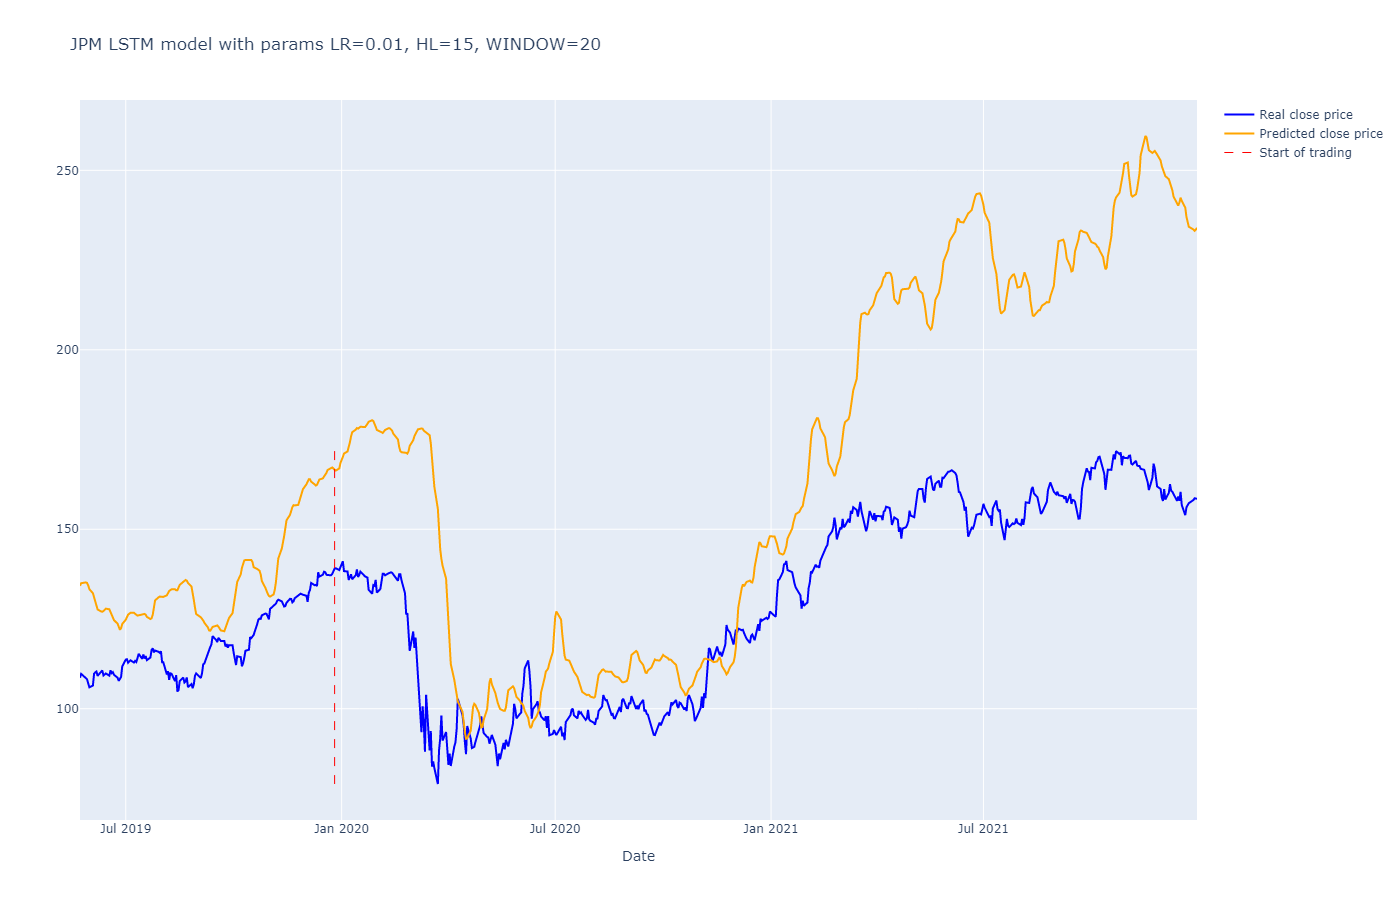 JPM LSTM model with params LR=0.01, HL=15, WINDOW=20
Real close price
Predicted close price
Start of trading
250
200
150
100
Jul 2019
Jan 2020
Jul 2020
Jan 2021
Jul 2021
Date